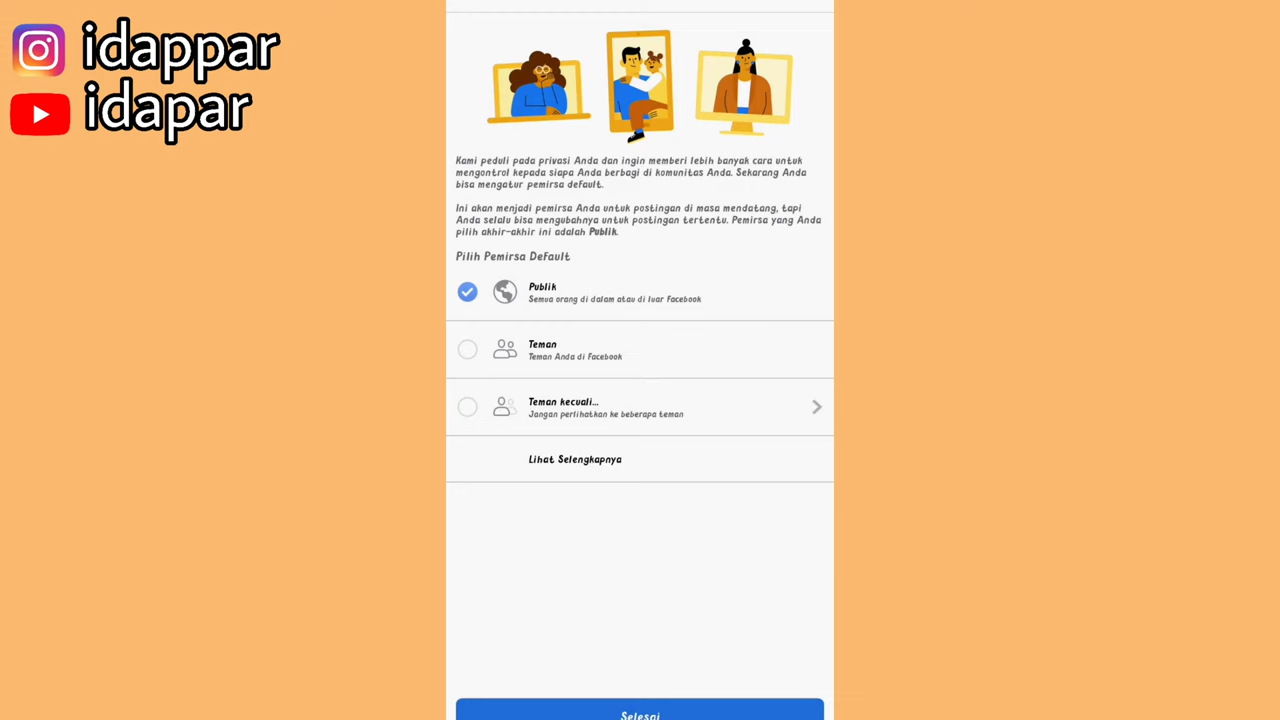 idappar
idapar
Kami peduli pada privasi Anda dan ingin memberi lebih banyak cara untuk
mengontrol kepada siapa Anda berbagi di komunitas Anda. Sekarang Anda
bisa mengatur pemirsa default.
Ini akan menjadi pemirsa Anda untuk postingan di masa mendatang, tapi
Anda selalu bisa mengubahnya untuk postingan tertentu. Pemirsa yang Anda
pilih akhir-akhir ini adalah Publik.
Pilih Pemirsa Default
Publik
Semua orang di dalam atau di luar Facebook
Teman
Teman Anda di Facebook
Teman kecuali...
Jangan perlihatkan ke beberapa teman
Lihat Selengkapnya
Selesai